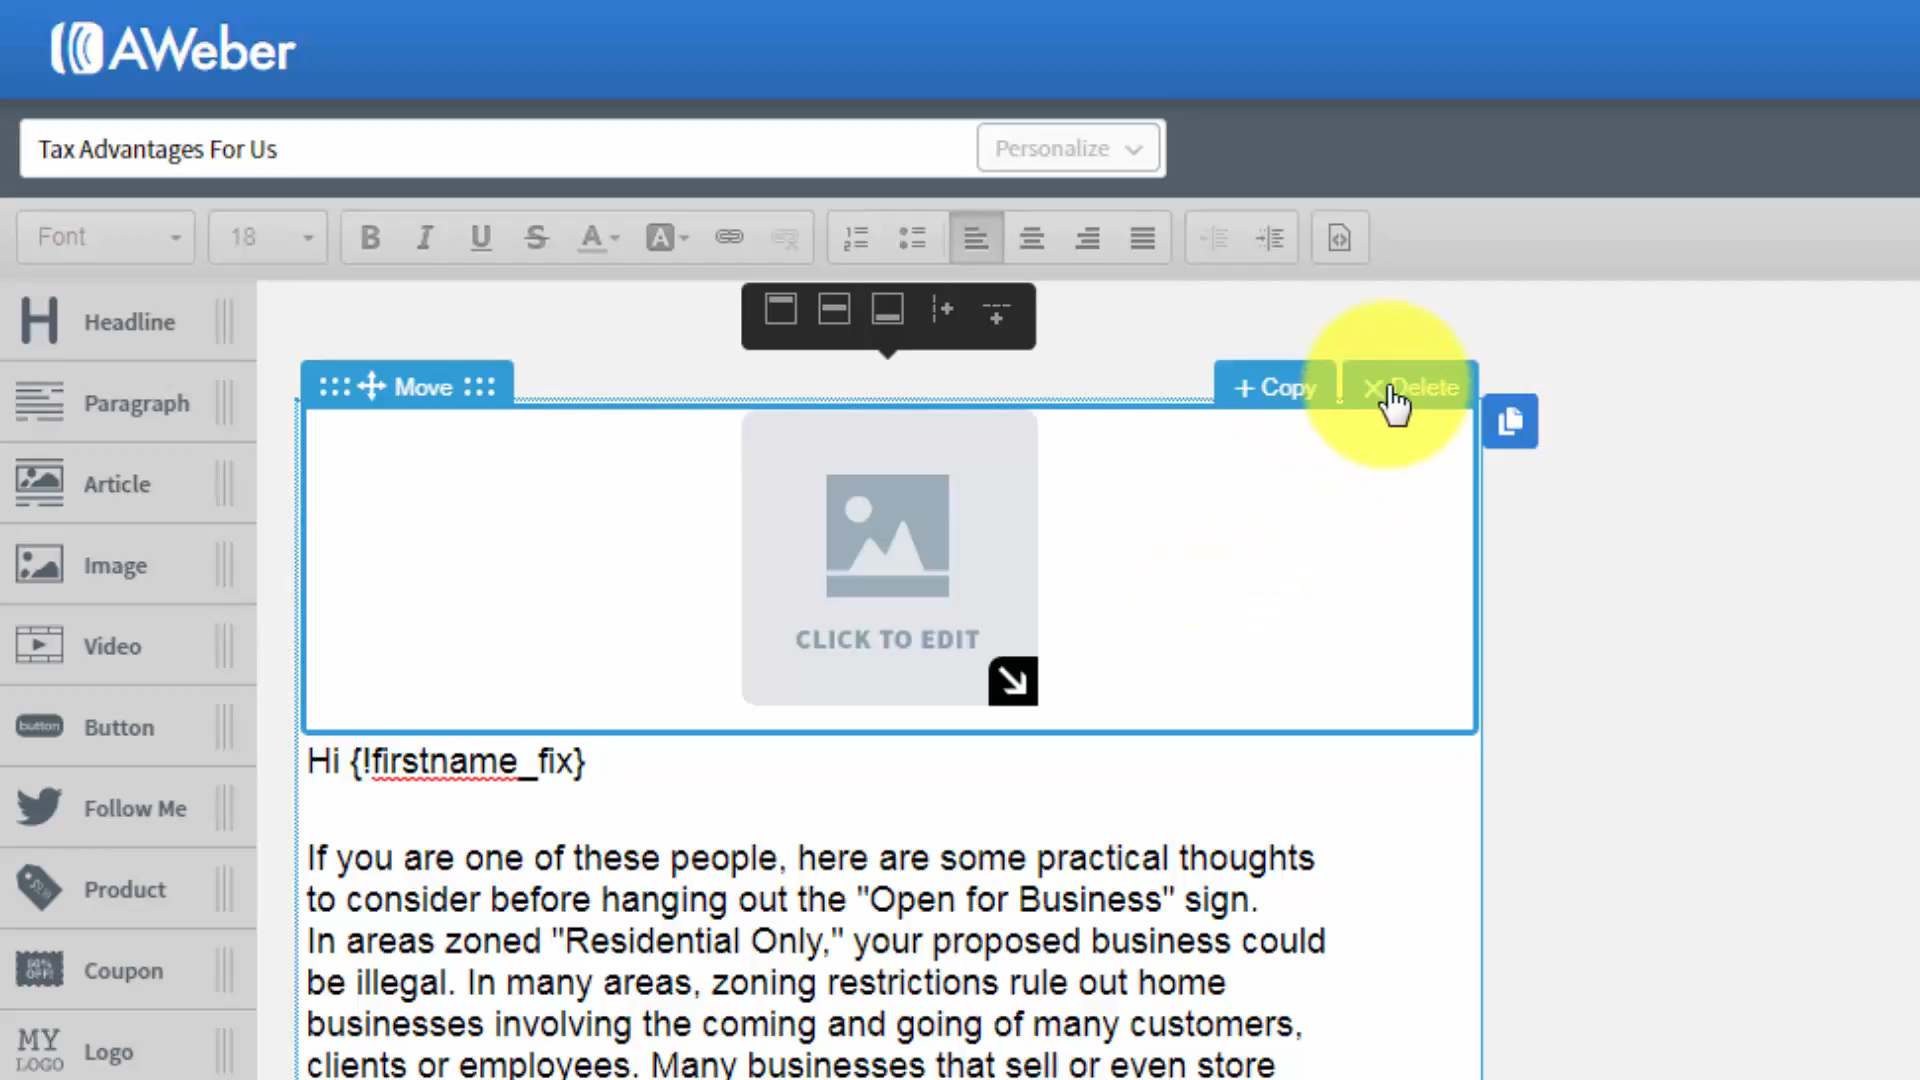 AWeber
Tax Advantages For Us
Personalize
Font
18
B I U S A A
Headline
Paragraph
Article
Image
Video
button Button
Follow Me
Product
Coupon
MY LOGO Logo
Move
+ Copy
Delete
CLICK TO EDIT
Hi {!firstname_fix}
If you are one of these people, here are some practical thoughts
to consider before hanging out the "Open for Business" sign.
In areas zoned "Residential Only," your proposed business could
be illegal. In many areas, zoning restrictions rule out home
businesses involving the coming and going of many customers,
clients or employees. Many businesses that sell or even store